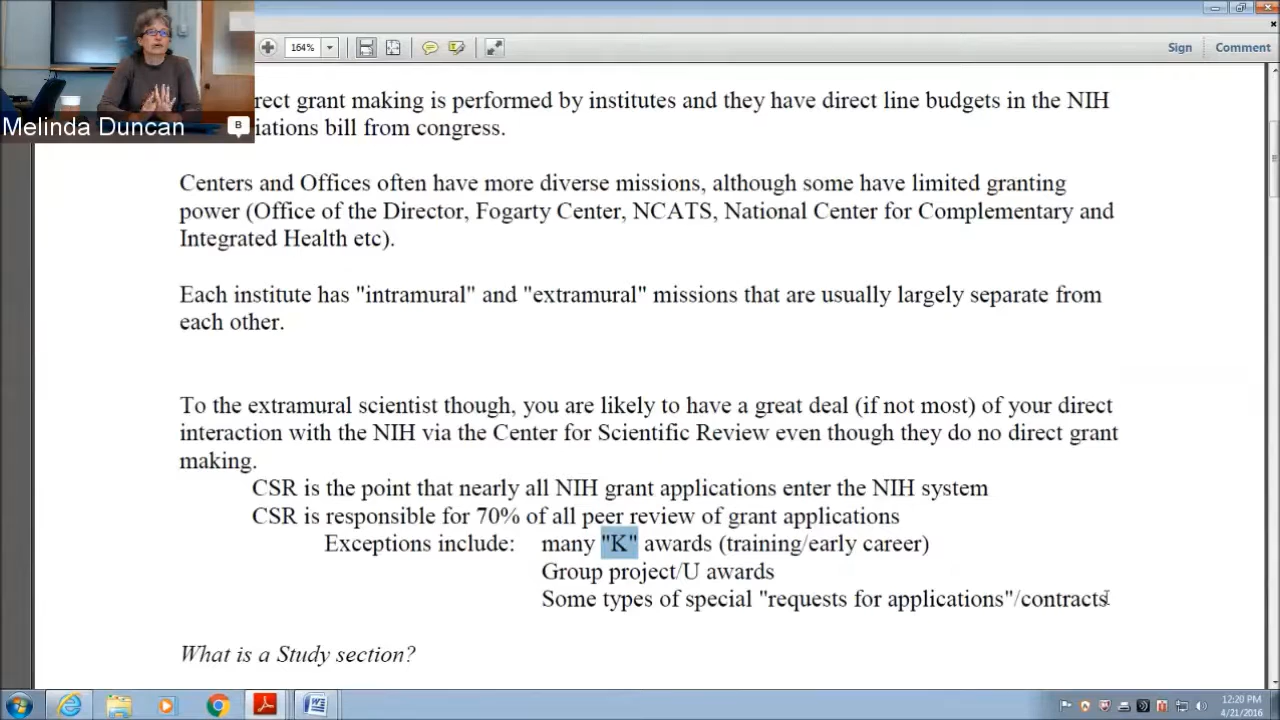 164%
Sign
Comment
Melinda Duncan
B
rect grant making is performed by institutes and they have direct line budgets in the NIH
iations bill from congress.
Centers and Offices often have more diverse missions, although some have limited granting
power (Office of the Director, Fogarty Center, NCATS, National Center for Complementary and
Integrated Health etc).
Each institute has "intramural" and "extramural" missions that are usually largely separate from
each other.
To the extramural scientist though, you are likely to have a great deal (if not most) of your direct
interaction with the NIH via the Center for Scientific Review even though they do no direct grant
making.
CSR is the point that nearly all NIH grant applications enter the NIH system
CSR is responsible for 70% of all peer review of grant applications
Exceptions include: many "K" awards (training/early career)
Group project/U awards
Some types of special "requests for applications"/contracts
What is a Study section?
12:20 PM
4/21/2016